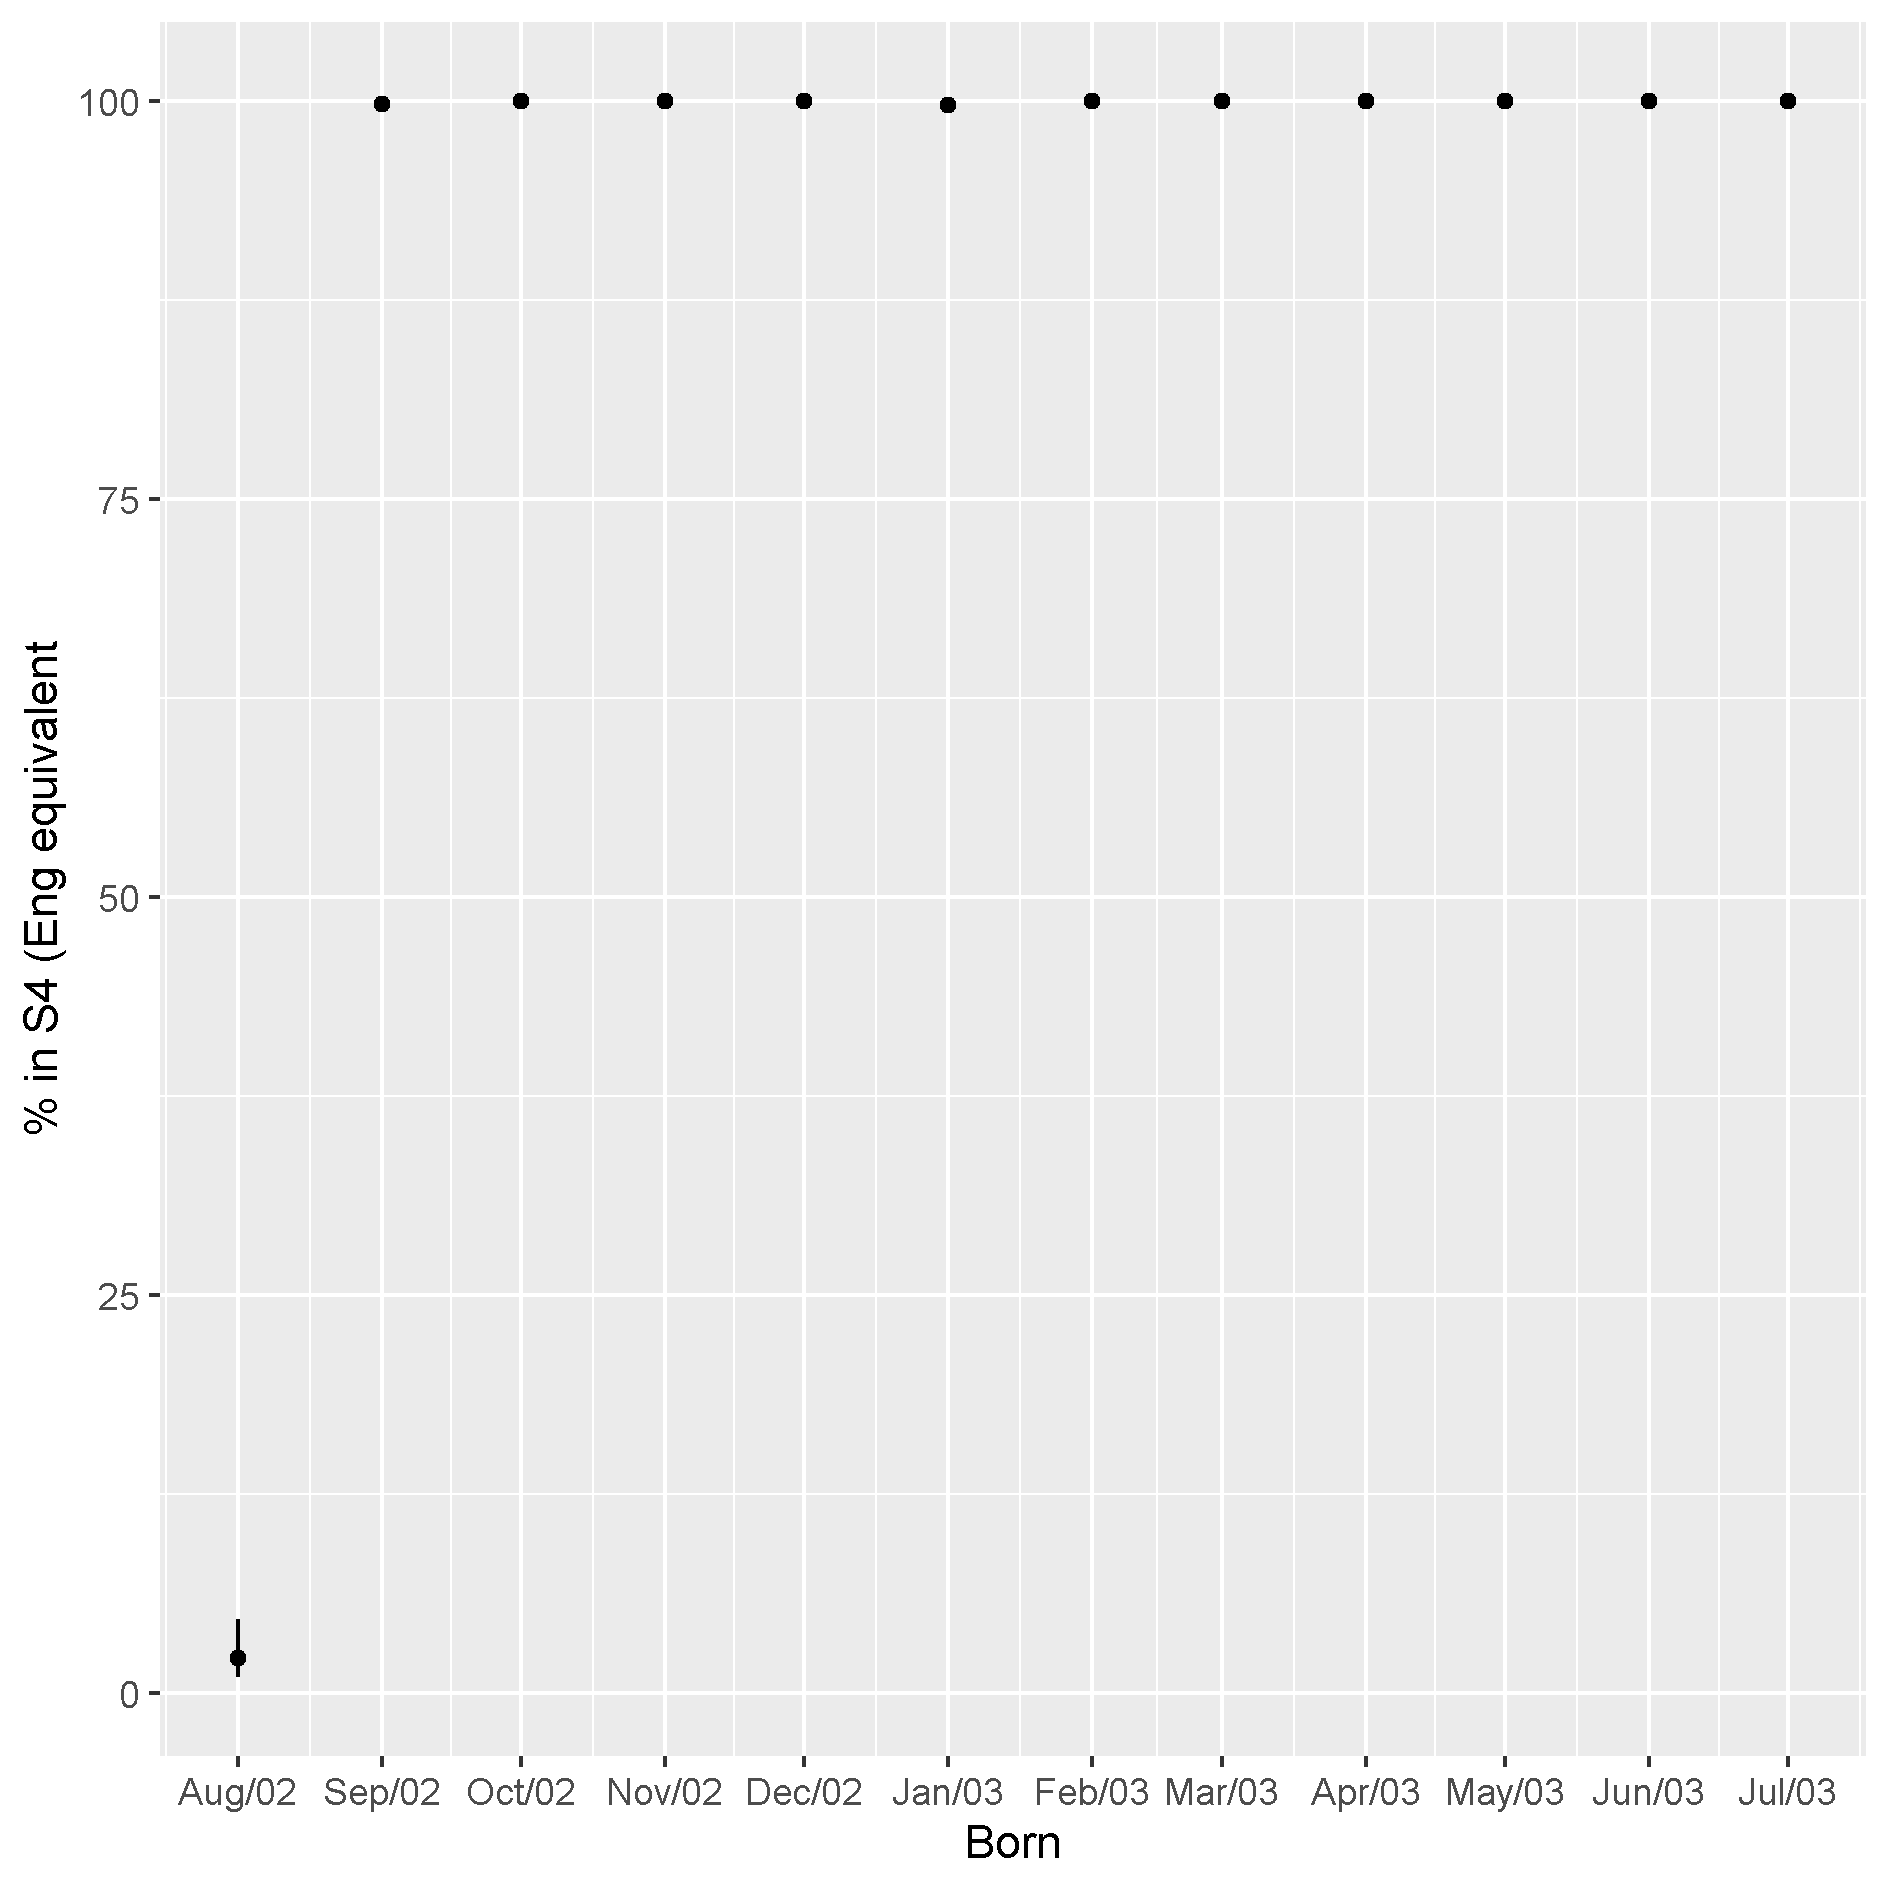 100
75
50
25
0
% in S4 (Eng equivalent
Aug/02 Sep/02 Oct/02 Nov/02 Dec/02 Jan/03 Feb/03 Mar/03 Apr/03 May/03 Jun/03 Jul/03
Born